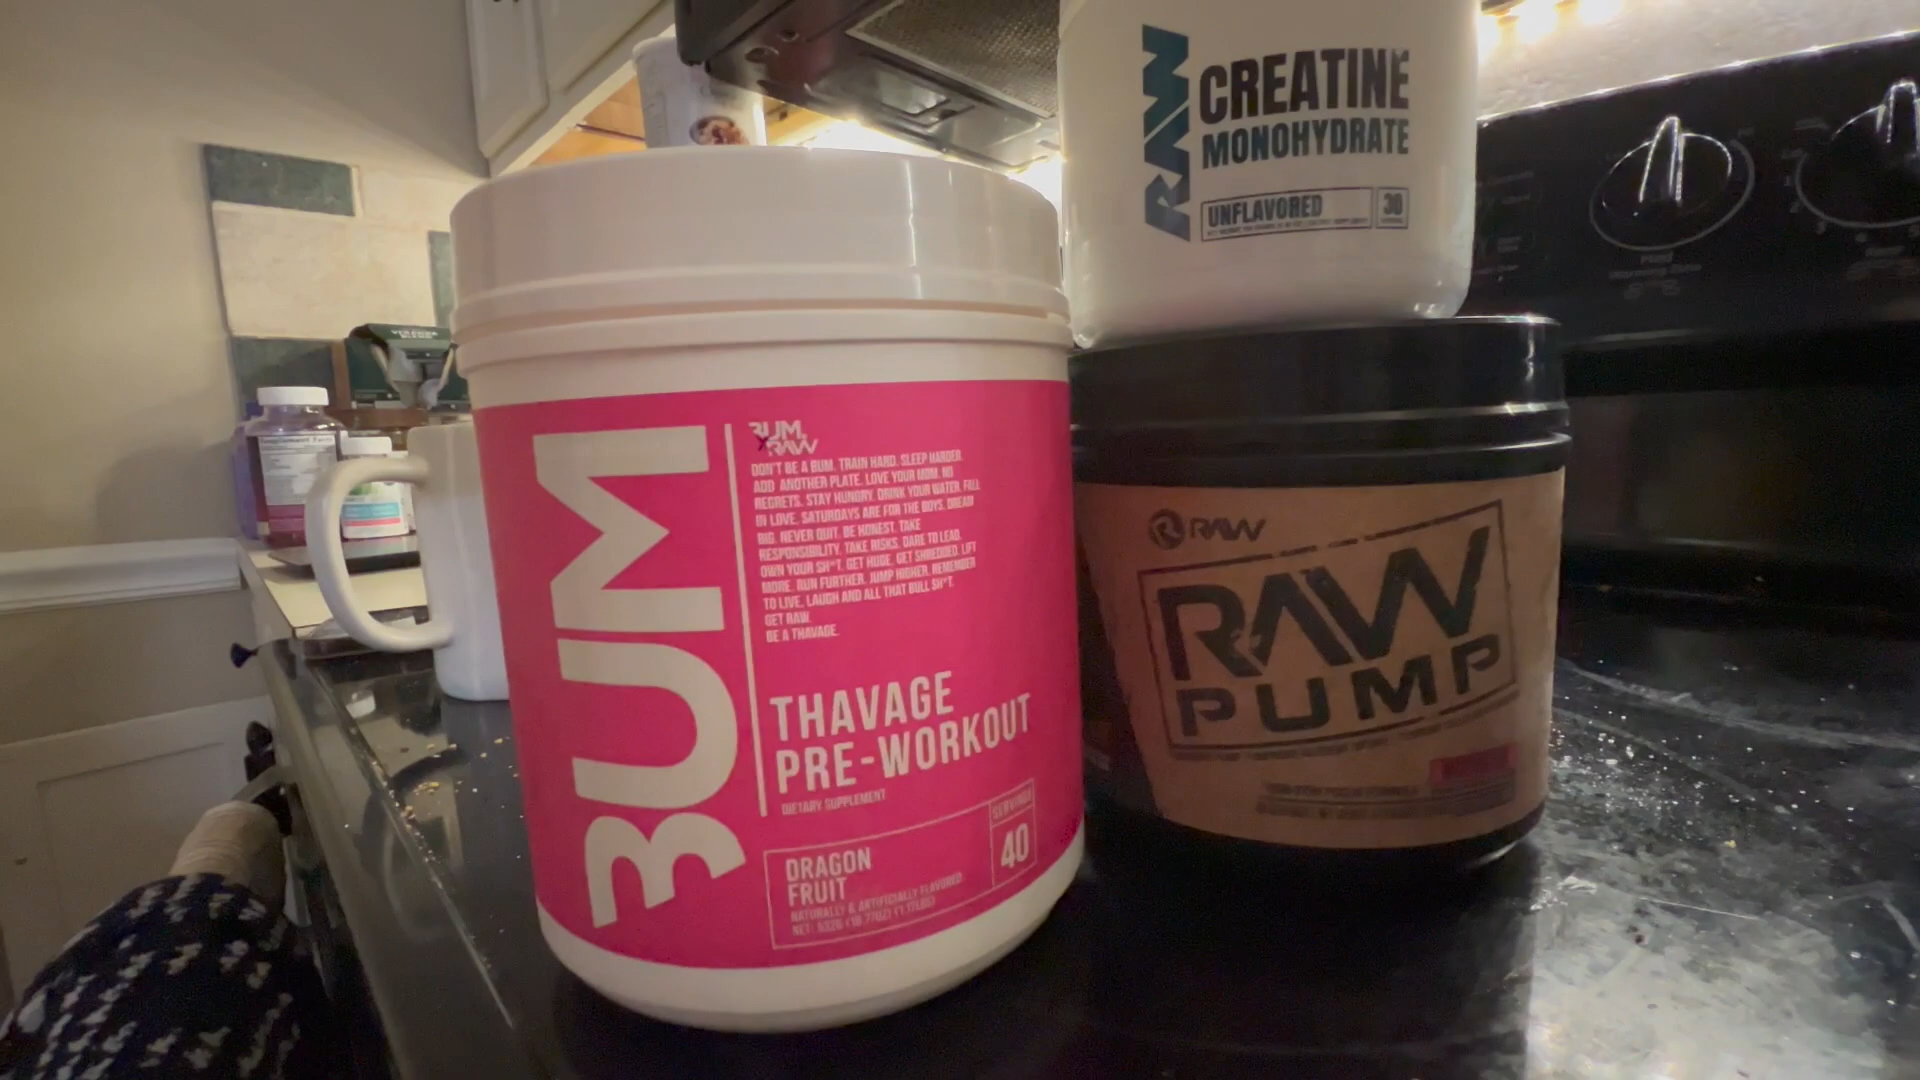 BUM
BUM
X RAW
DON'T BE A BUM. TRAIN HARD. SLEEP HARDER.
ADD ANOTHER PLATE. LOVE YOUR MOM. NO
REGRETS. STAY HUNGRY. DRINK YOUR WATER. FALL
IN LOVE. SATURDAYS ARE FOR THE BOYS. DREAM
BIG. NEVER QUIT. BE HONEST. TAKE
RESPONSIBILITY. TAKE RISKS. DARE TO LEAD.
OWN YOUR SH*T. GET HUGE. GET SHREDDED. LIFT
MORE. RUN FURTHER. JUMP HIGHER. REMEMBER
TO LIVE, LAUGH AND ALL THAT BULL SH*T.
GET RAW.
BE A THAVAGE.
THAVAGE
PRE-WORKOUT
DIETARY SUPPLEMENT
DRAGON
FRUIT
NATURALLY & ARTIFICIALLY FLAVORED
SERVINGS
40
RAW
CREATINE
MONOHYDRATE
UNFLAVORED
30
RAW
RAW
PUMP
Supplement Facts